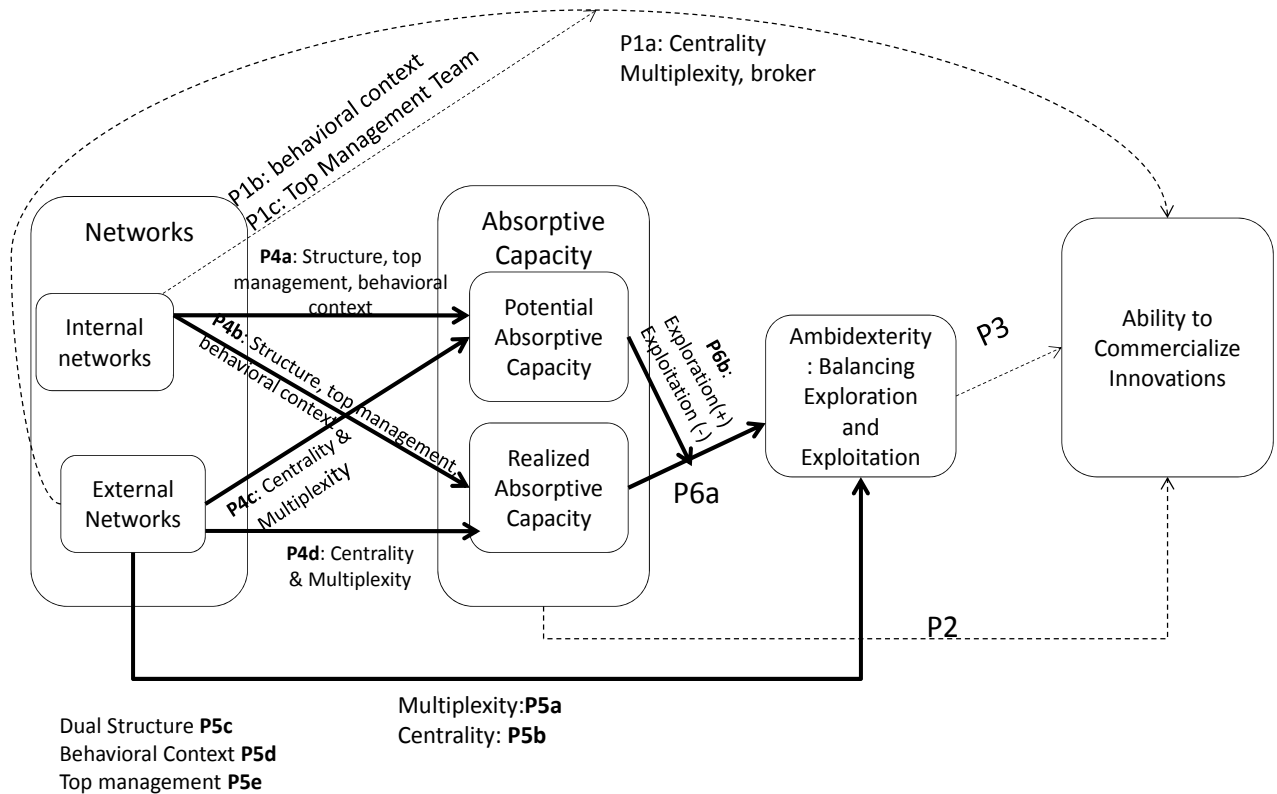 P1a: Centrality
Multiplexity, broker
P1b: behavioral context
P1c: Top Management Team
Networks
Absorptive
Capacity
P4a: Structure, top
management, behavioral
context
Internal
networks
Potential
Absorptive
Capacity
P4b: Structure, top management,
behavioral context
P4c: Centrality &
Multiplexity
External
Networks
P4d: Centrality
& Multiplexity
Realized
Absorptive
Capacity
P6b:
Exploration(+)
Exploitation (-)
P6a
Ambidexterity
: Balancing
Exploration
and
Exploitation
P3
Ability to
Commercialize
Innovations
P2
Multiplexity:P5a
Centrality: P5b
Dual Structure P5c
Behavioral Context P5d
Top management P5e